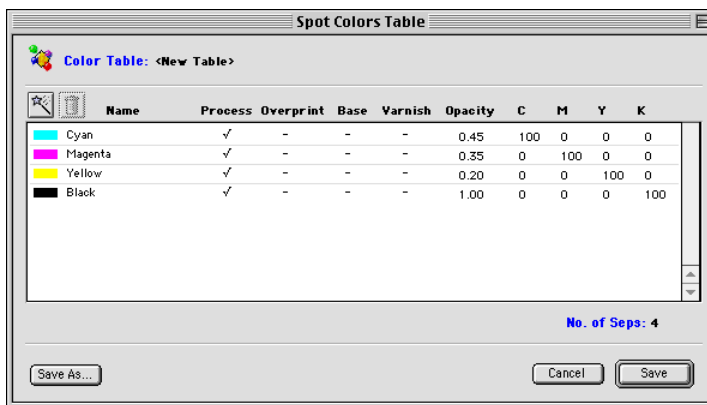 Spot Colors Table
Color Table: <New Table>
Name Process Overprint Base Varnish Opacity C M Y K
Cyan √ - - - 0.45 100 0 0 0
Magenta √ - - - 0.35 0 100 0 0
Yellow √ - - - 0.20 0 0 100 0
Black √ - - - 1.00 0 0 0 100
No. of Seps: 4
Save As... Cancel Save